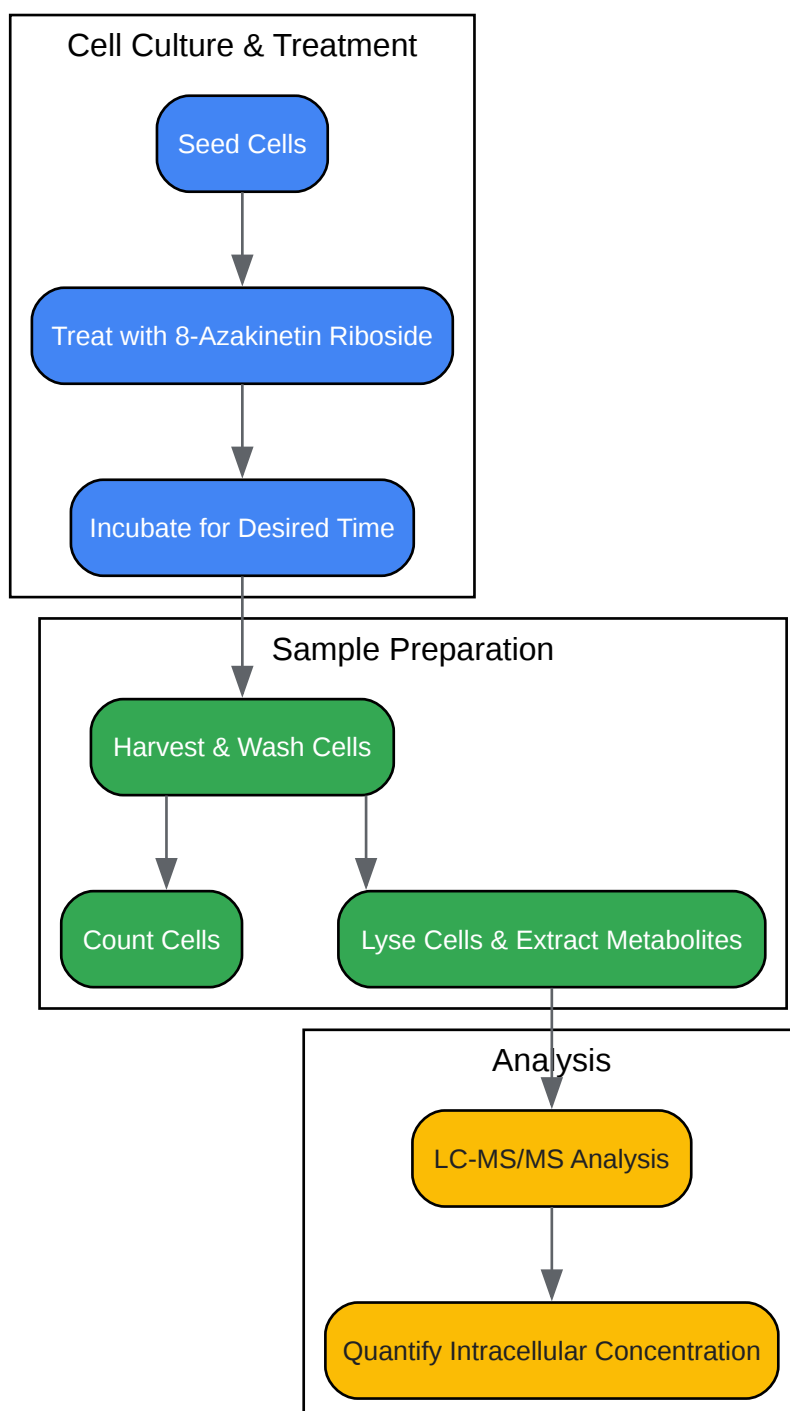 Cell Culture & Treatment
Seed Cells
Treat with 8-Azakinetin Riboside
Incubate for Desired Time
Sample Preparation
Harvest & Wash Cells
Count Cells
Lyse Cells & Extract Metabolites
Analysis
LC-MS/MS Analysis
Quantify Intracellular Concentration